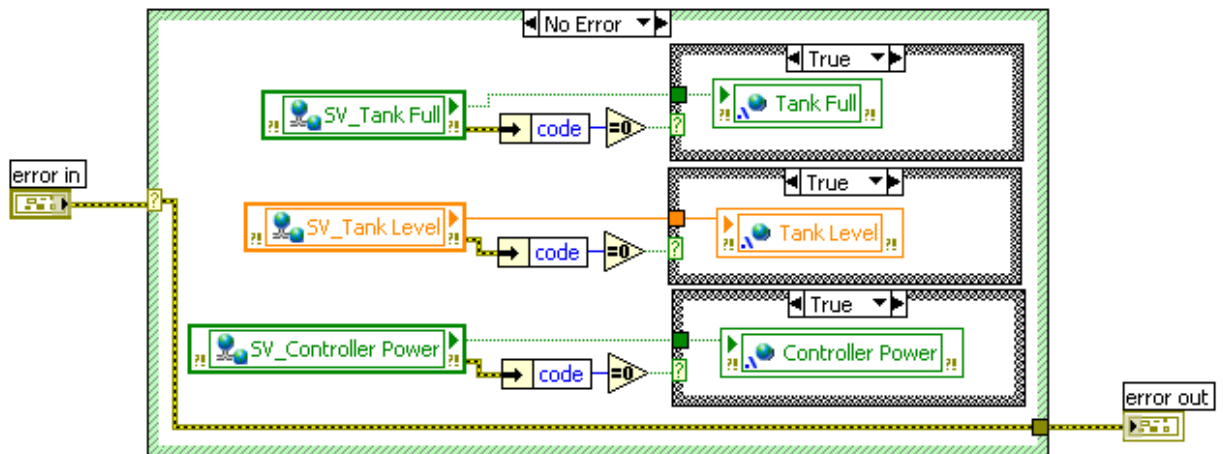 No Error
True
SV_Tank Full
Tank Full
?!
?!
?!
?!
code
=0
?
error in
?
True
SV_Tank Level
Tank Level
?!
?!
?!
?!
code
=0
?
True
SV_Controller Power
Controller Power
?!
?!
?!
?!
code
=0
?
error out